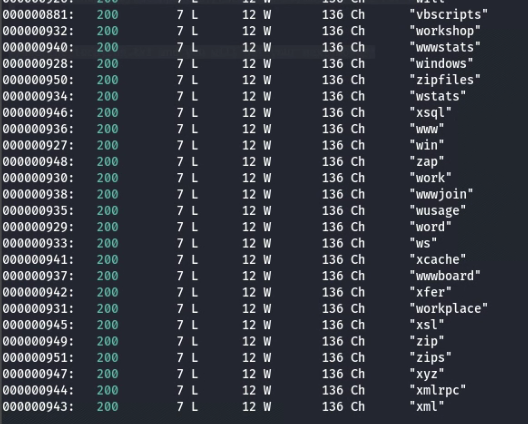 000000881: 200 7 L 12 W 136 Ch "vbscripts"
000000932: 200 7 L 12 W 136 Ch "workshop"
000000940: 200 7 L 12 W 136 Ch "wwwstats"
000000928: 200 7 L 12 W 136 Ch "windows"
000000950: 200 7 L 12 W 136 Ch "zipfiles"
000000934: 200 7 L 12 W 136 Ch "wstats"
000000946: 200 7 L 12 W 136 Ch "xsql"
000000936: 200 7 L 12 W 136 Ch "www"
000000927: 200 7 L 12 W 136 Ch "win"
000000948: 200 7 L 12 W 136 Ch "zap"
000000930: 200 7 L 12 W 136 Ch "work"
000000938: 200 7 L 12 W 136 Ch "wwwjoin"
000000935: 200 7 L 12 W 136 Ch "wusage"
000000929: 200 7 L 12 W 136 Ch "word"
000000933: 200 7 L 12 W 136 Ch "ws"
000000941: 200 7 L 12 W 136 Ch "xcache"
000000937: 200 7 L 12 W 136 Ch "wwwboard"
000000942: 200 7 L 12 W 136 Ch "xfer"
000000931: 200 7 L 12 W 136 Ch "workplace"
000000945: 200 7 L 12 W 136 Ch "xsl"
000000949: 200 7 L 12 W 136 Ch "zip"
000000951: 200 7 L 12 W 136 Ch "zips"
000000947: 200 7 L 12 W 136 Ch "xyz"
000000944: 200 7 L 12 W 136 Ch "xmlrpc"
000000943: 200 7 L 12 W 136 Ch "xml"